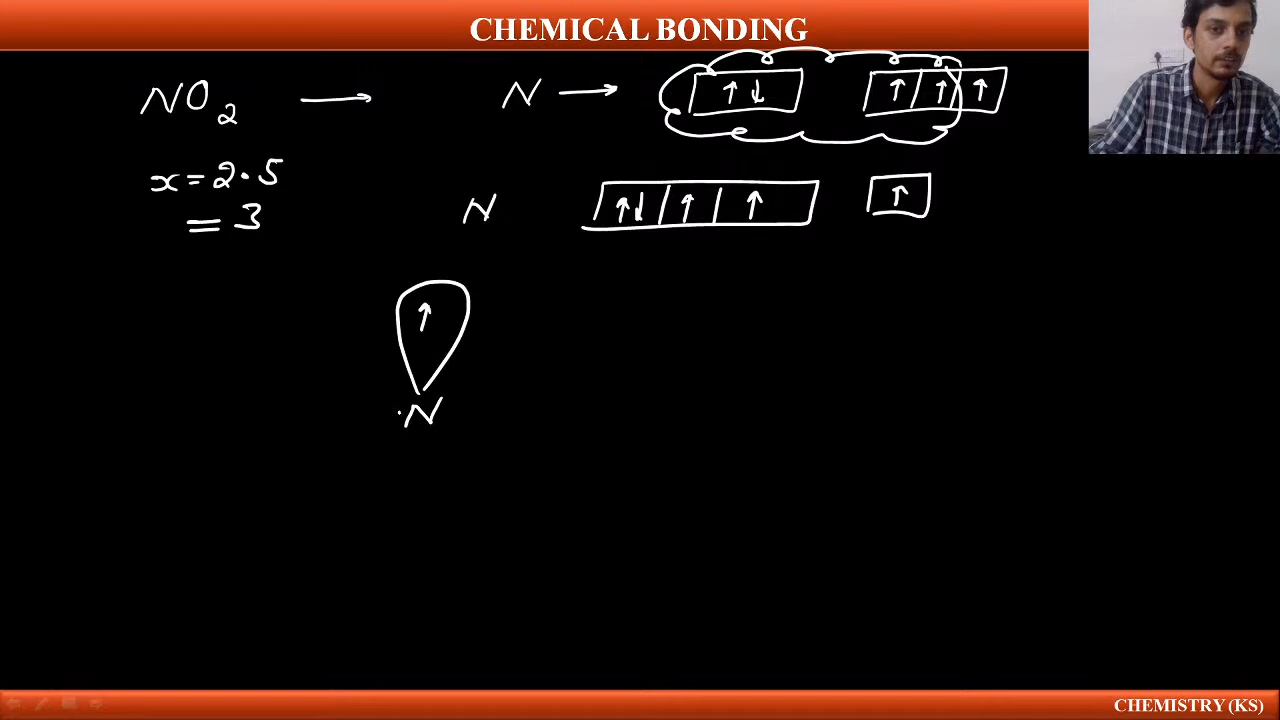 CHEMICAL BONDING
NO₂ ⟶ N ⟶ ↑↓ ↑ ↑ ↑
x = 2.5
= 3
N ↑↓ ↑ ↑ ↑
↑
·N
CHEMISTRY (KS)